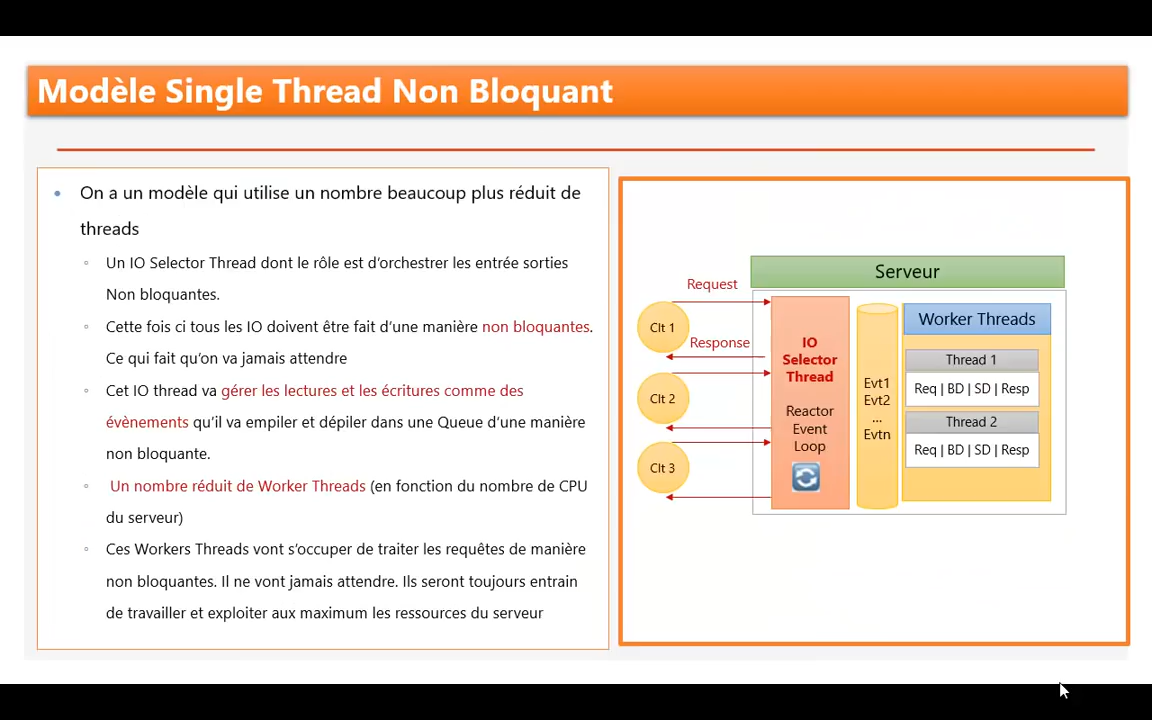 Modèle Single Thread Non Bloquant
• On a un modèle qui utilise un nombre beaucoup plus réduit de
threads
▫ Un IO Selector Thread dont le rôle est d'orchestrer les entrée sorties
Non bloquantes.
▫ Cette fois ci tous les IO doivent être fait d'une manière non bloquantes.
Ce qui fait qu'on va jamais attendre
▫ Cet IO thread va gérer les lectures et les écritures comme des
évènements qu'il va empiler et dépiler dans une Queue d'une manière
non bloquante.
▫ Un nombre réduit de Worker Threads (en fonction du nombre de CPU
du serveur)
▫ Ces Workers Threads vont s'occuper de traiter les requêtes de manière
non bloquantes. Il ne vont jamais attendre. Ils seront toujours entrain
de travailler et exploiter aux maximum les ressources du serveur
Serveur
Request
Clt 1
Response
Clt 2
Clt 3
IO
Selector
Thread
Reactor
Event
Loop
Evt1
Evt2
...
Evtn
Worker Threads
Thread 1
Req | BD | SD | Resp
Thread 2
Req | BD | SD | Resp